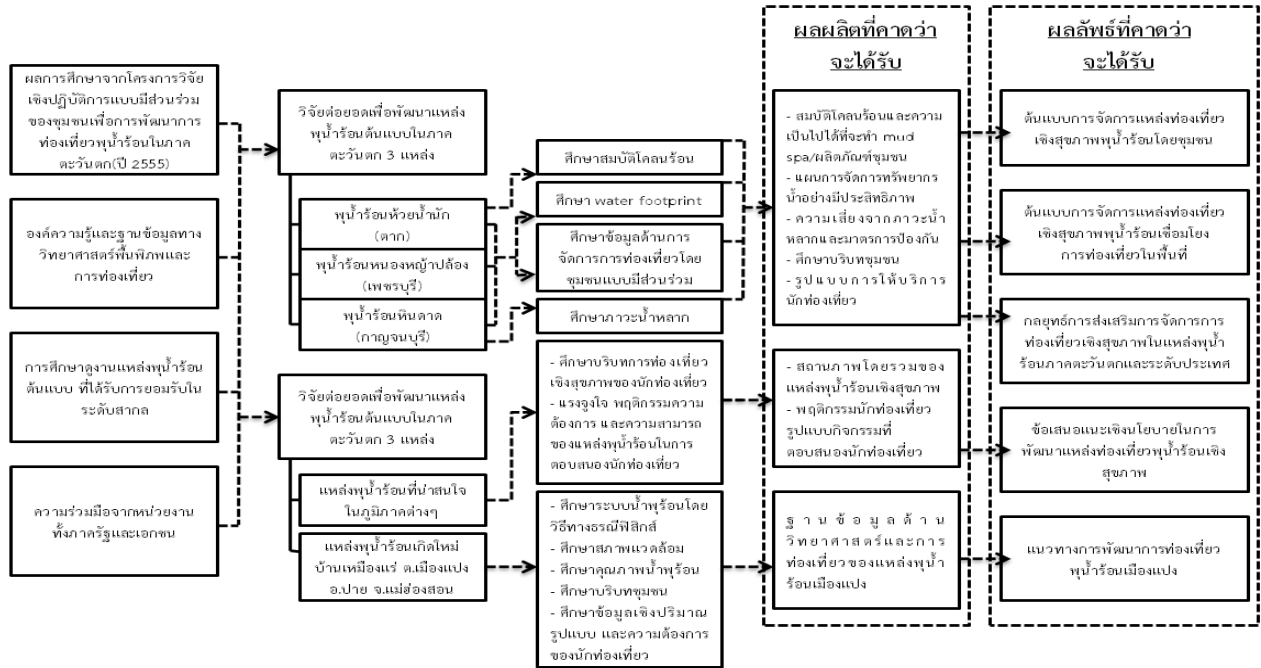 ผลการศึกษาจากโครงการวิจัย
เชิงปฏิบัติการแบบมีส่วนร่วม
ของชุมชนเพื่อการพัฒนาการ
ท่องเที่ยวพุน้ำร้อนในภาค
ตะวันตก(ปี 2555)
องค์ความรู้และฐานข้อมูลทาง
วิทยาศาสตร์พื้นพิภพและ
การท่องเที่ยว
การศึกษาดูงานแหล่งพุน้ำร้อน
ต้นแบบ ที่ได้รับการยอมรับใน
ระดับสากล
ความร่วมมือจากหน่วยงาน
ทั้งภาครัฐและเอกชน
วิจัยต่อยอดเพื่อพัฒนาแหล่ง
พุน้ำร้อนต้นแบบในภาค
ตะวันตก 3 แหล่ง
พุน้ำร้อนห้วยน้ำนัก
(ตาก)
พุน้ำร้อนหนองหญ้าปล้อง
(เพชรบุรี)
พุน้ำร้อนหินดาด
(กาญจนบุรี)
วิจัยต่อยอดเพื่อพัฒนาแหล่ง
พุน้ำร้อนต้นแบบในภาค
ตะวันตก 3 แหล่ง
แหล่งพุน้ำร้อนที่น่าสนใจ
ในภูมิภาคต่างๆ
แหล่งพุน้ำร้อนเกิดใหม่
บ้านเหมืองแร่ ต.เมืองแปง
อ.ปาย จ.แม่ฮ่องสอน
ศึกษาสมบัติโคลนร้อน
ศึกษา water footprint
ศึกษาข้อมูลด้านการ
จัดการการท่องเที่ยวโดย
ชุมชนแบบมีส่วนร่วม
ศึกษาภาวะน้ำหลาก
- ศึกษาบริบทการท่องเที่ยว
เชิงสุขภาพของนักท่องเที่ยว
- แรงจูงใจ พฤติกรรมความ
ต้องการ และความสามารถ
ของแหล่งพุน้ำร้อนในการ
ตอบสนองนักท่องเที่ยว
- ศึกษาระบบน้ำพุร้อนโดย
วิธีทางธรณีฟิสิกส์
- ศึกษาสภาพแวดล้อม
- ศึกษาคุณภาพน้ำพุร้อน
- ศึกษาบริบทชุมชน
- ศึกษาข้อมูลเชิงปริมาณ
รูปแบบ และความต้องการ
ของนักท่องเที่ยว
ผลผลิตที่คาดว่า
จะได้รับ
- สมบัติโคลนร้อนและความ
เป็นไปได้ที่จะทำ mud
spa/ผลิตภัณฑ์ชุมชน
- แผนการจัดการทรัพยากร
น้ำอย่างมีประสิทธิภาพ
- ความเสี่ยงจากภาวะน้ำ
หลากและมาตรการป้องกัน
- ศึกษาบริบทชุมชน
- รูปแบบการให้บริการ
นักท่องเที่ยว
- สถานภาพโดยรวมของ
แหล่งพุน้ำร้อนเชิงสุขภาพ
- พฤติกรรมนักท่องเที่ยว
รูปแบบกิจกรรมที่
ตอบสนองนักท่องเที่ยว
ฐานข้อมูลด้าน
วิทยาศาสตร์และการ
ท่องเที่ยวของแหล่งพุน้ำ
ร้อนเมืองแปง
ผลลัพธ์ที่คาดว่า
จะได้รับ
ต้นแบบการจัดการแหล่งท่องเที่ยว
เชิงสุขภาพพุน้ำร้อนโดยชุมชน
ต้นแบบการจัดการแหล่งท่องเที่ยว
เชิงสุขภาพพุน้ำร้อนเชื่อมโยง
การท่องเที่ยวในพื้นที่
กลยุทธ์การส่งเสริมการจัดการการ
ท่องเที่ยวเชิงสุขภาพในแหล่งพุน้ำ
ร้อนภาคตะวันตกและระดับประเทศ
ข้อเสนอแนะเชิงนโยบายในการ
พัฒนาแหล่งท่องเที่ยวพุน้ำร้อนเชิง
สุขภาพ
แนวทางการพัฒนาการท่องเที่ยว
พุน้ำร้อนเมืองแปง